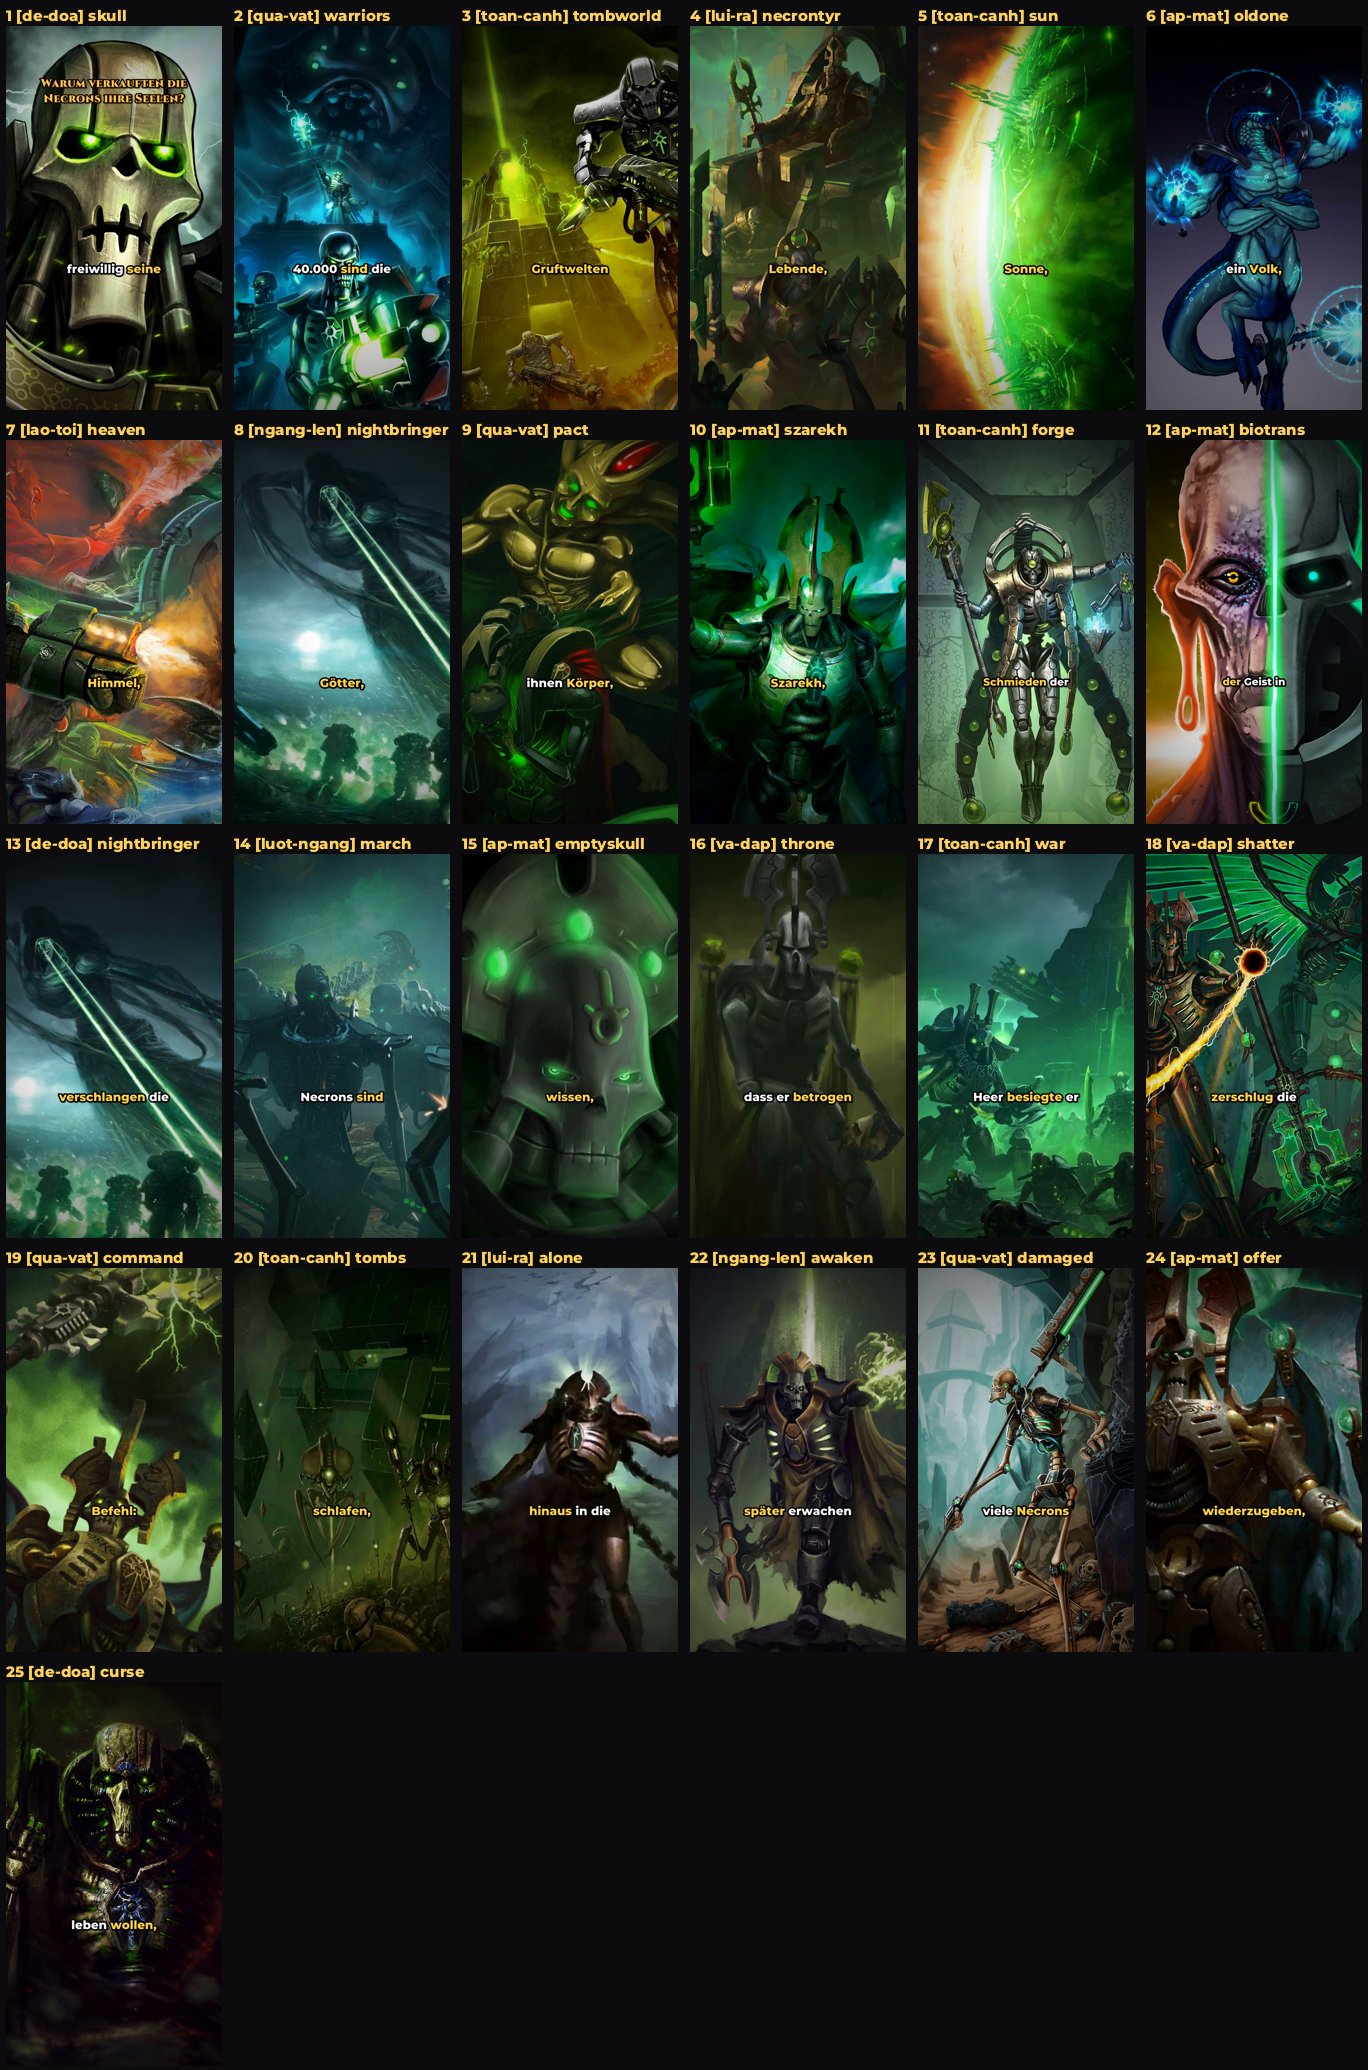 1 [de-doa] skull
2 [qua-vat] warriors
3 [toan-canh] tombworld
4 [lui-ra] necrontyr
5 [toan-canh] sun
6 [ap-mat] oldone
Warum verkauften die
Necrons ihre Seelen?
freiwillig seine
40.000 sind die
Gruftwelten
Lebende,
Sonne,
ein Volk,
7 [lao-toi] heaven
8 [ngang-len] nightbringer
9 [qua-vat] pact
10 [ap-mat] szarekh
11 [toan-canh] forge
12 [ap-mat] biotrans
Himmel,
Götter,
ihnen Körper,
Szarekh,
Schmieden der
der Geist in
13 [de-doa] nightbringer
14 [luot-ngang] march
15 [ap-mat] emptyskull
16 [va-dap] throne
17 [toan-canh] war
18 [va-dap] shatter
verschlangen die
Necrons sind
wissen,
dass er betrogen
Heer besiegte er
zerschlug die
19 [qua-vat] command
20 [toan-canh] tombs
21 [lui-ra] alone
22 [ngang-len] awaken
23 [qua-vat] damaged
24 [ap-mat] offer
Befehl:
schlafen,
hinaus in die
später erwachen
viele Necrons
wiederzugeben,
25 [de-doa] curse
leben wollen,